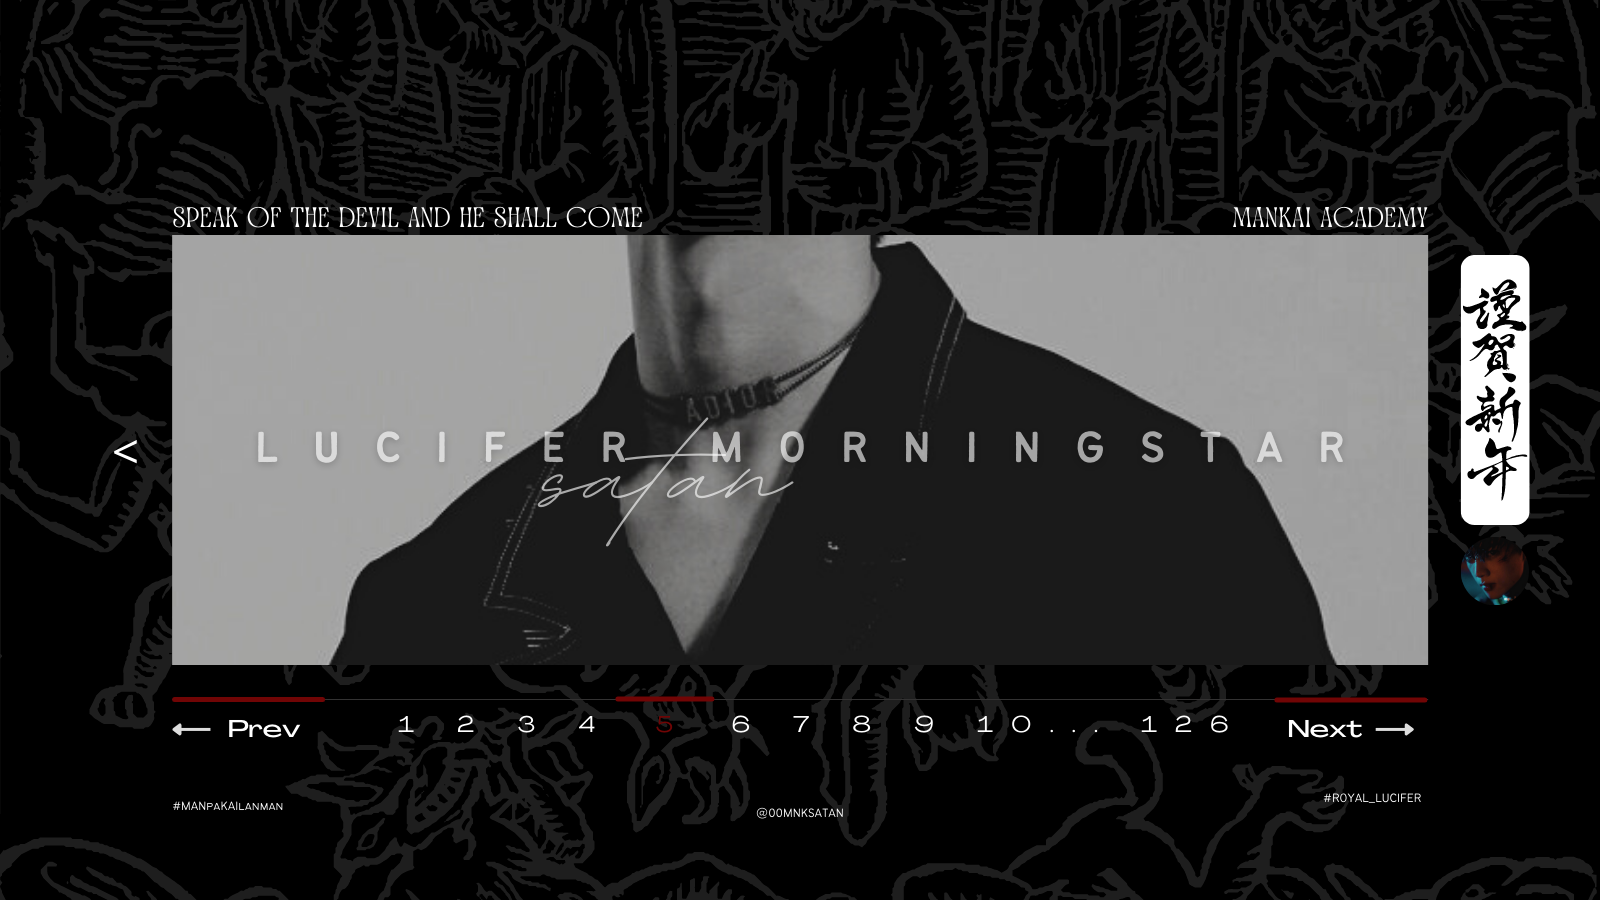 SPEAK OF THE DEVIL AND HE SHALL COME
MANKAI ACADEMY
謹賀新年
<
ADIOR
LUCIFER MORNINGSTAR
satan
← Prev
1 2 3 4 5 6 7 8 9 10... 126
Next →
#MANPAKAILANMAN
@00MNKSATAN
#ROYAL_LUCIFER